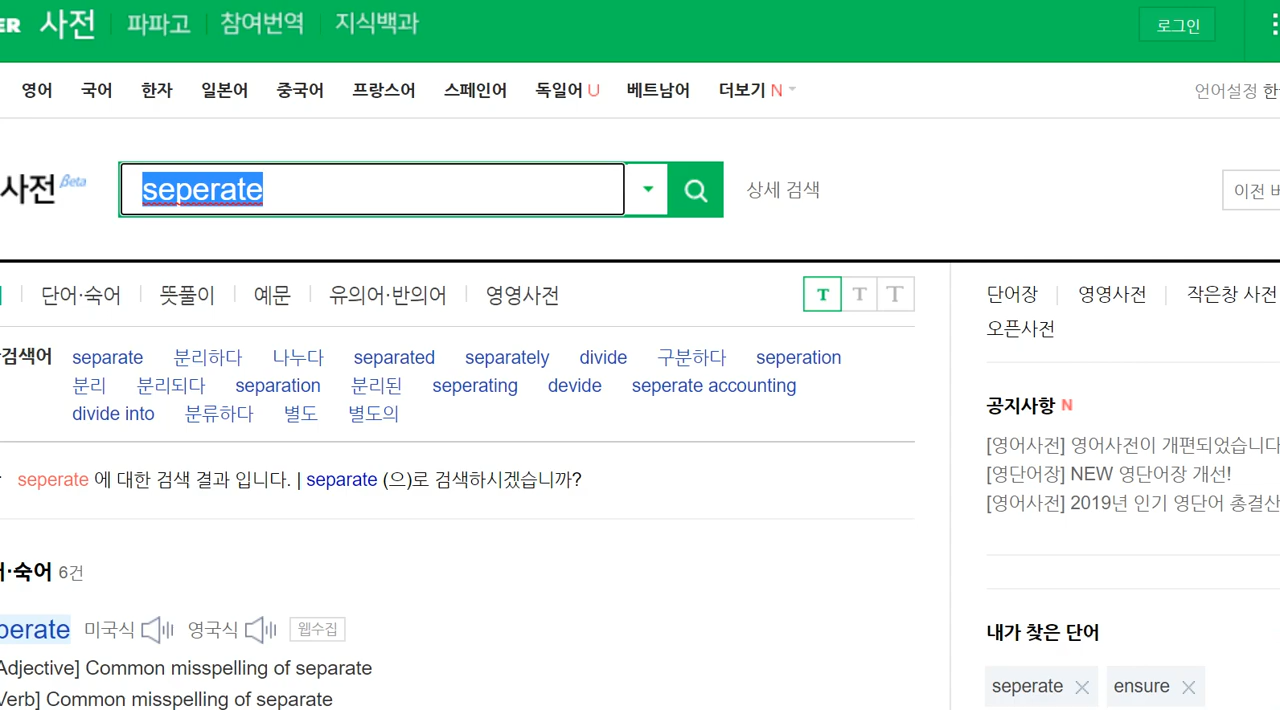 ER 사전 파파고 참여번역 지식백과 로그인
영어 국어 한자 일본어 중국어 프랑스어 스페인어 독일어 U 베트남어 더보기 N 언어설정 한
사전 Beta seperate 상세 검색 이전 버
단어·숙어 뜻풀이 예문 유의어·반의어 영영사전 T T T
검색어 separate 분리하다 나누다 separated separately divide 구분하다 seperation
분리 분리되다 separation 분리된 seperating devide seperate accounting
divide into 분류하다 별도 별도의
seperate 에 대한 검색 결과 입니다. | separate (으)로 검색하시겠습니까?
·숙어 6건
perate 미국식 영국식 웹수집
Adjective] Common misspelling of separate
Verb] Common misspelling of separate
단어장 영영사전 작은창 사전
오픈사전
공지사항 N
[영어사전] 영어사전이 개편되었습니다
[영단어장] NEW 영단어장 개선!
[영어사전] 2019년 인기 영단어 총결산
내가 찾은 단어
seperate ensure